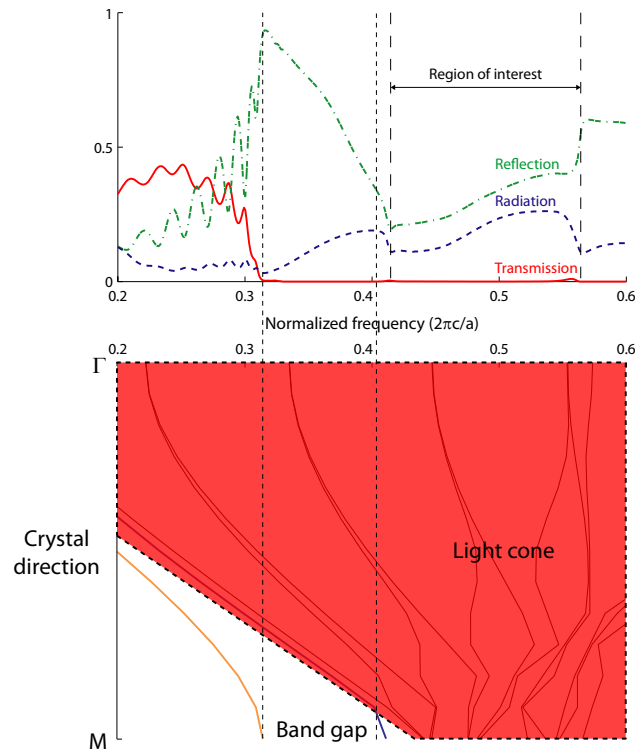 1
0.5
0
Region of interest
Reflection
Radiation
Transmission
0.2 0.3 0.4 0.5 0.6
Normalized frequency (2πc/a)
0.2 0.3 0.4 0.5 0.6
Γ
Crystal
direction
Light cone
Band gap
M